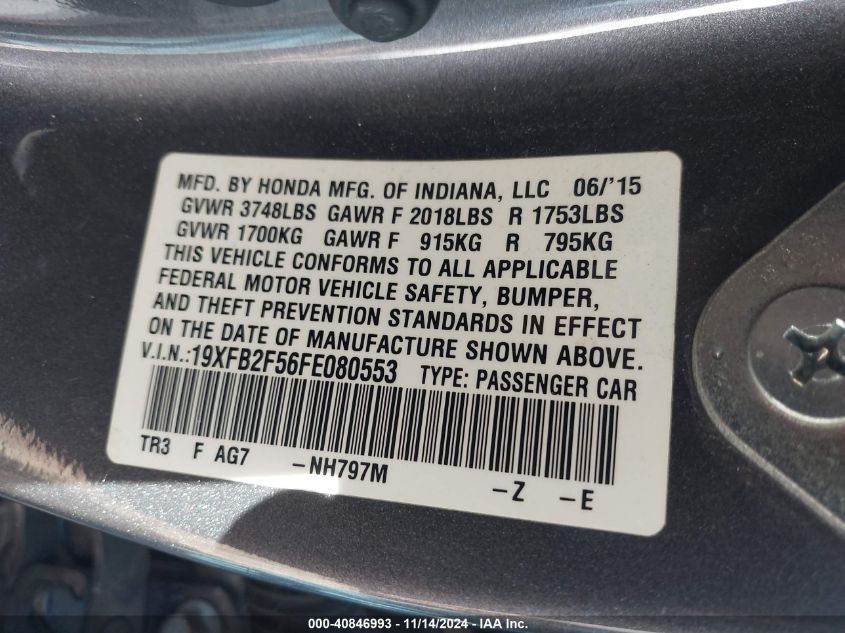 MFD. BY HONDA MFG. OF INDIANA, LLC 06/'15
GVWR 3748LBS GAWR F 2018LBS R 1753LBS
GVWR 1700KG GAWR F 915KG R 795KG
THIS VEHICLE CONFORMS TO ALL APPLICABLE
FEDERAL MOTOR VEHICLE SAFETY, BUMPER,
AND THEFT PREVENTION STANDARDS IN EFFECT
ON THE DATE OF MANUFACTURE SHOWN ABOVE.
V.I.N.:19XFB2F56FE080553 TYPE: PASSENGER CAR
TR3 F AG7 -NH797M -Z -E
000-40846993 - 11/14/2024 - IAA Inc.